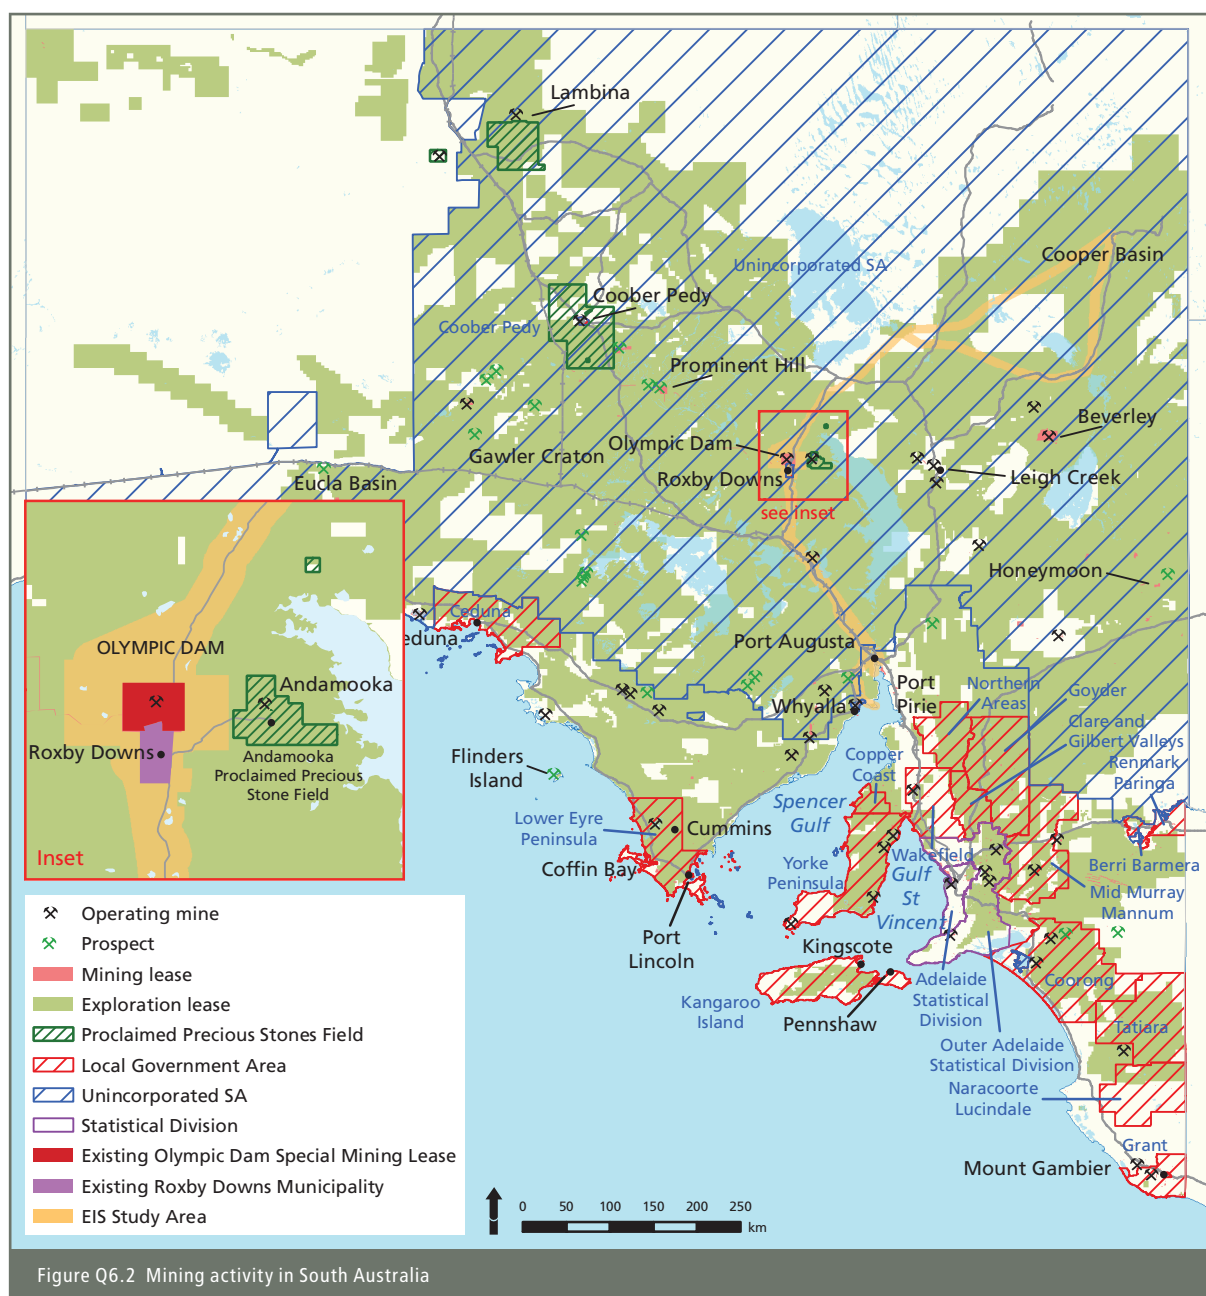 Lambina
Cooper Basin
Unincorporated SA
Coober Pedy
Coober Pedy
Prominent Hill
Beverley
Olympic Dam
Gawler Craton
Roxby Downs
Leigh Creek
Eucla Basin
see inset
Honeymoon
Ceduna
eduna
Port Augusta
Port
Pirie
Northern
Areas
Goyder
Whyalla
Clare and
Gilbert Valleys
Renmark
Paringa
Copper
Coast
Flinders
Island
Spencer
Gulf
Lower Eyre
Peninsula
Cummins
Wakefield
Berri Barmera
Coffin Bay
Yorke
Peninsula
Gulf
St
Vincent
Mid Murray
Mannum
Port
Lincoln
Kingscote
Kangaroo
Island
Pennshaw
Adelaide
Statistical
Division
Coorong
Tatiara
Outer Adelaide
Statistical Division
Naracoorte
Lucindale
Grant
Mount Gambier
OLYMPIC DAM
Andamooka
Roxby Downs
Andamooka
Proclaimed Precious
Stone Field
Inset
Operating mine
Prospect
Mining lease
Exploration lease
Proclaimed Precious Stones Field
Local Government Area
Unincorporated SA
Statistical Division
Existing Olympic Dam Special Mining Lease
Existing Roxby Downs Municipality
EIS Study Area
0 50 100 150 200 250
km
Figure Q6.2 Mining activity in South Australia